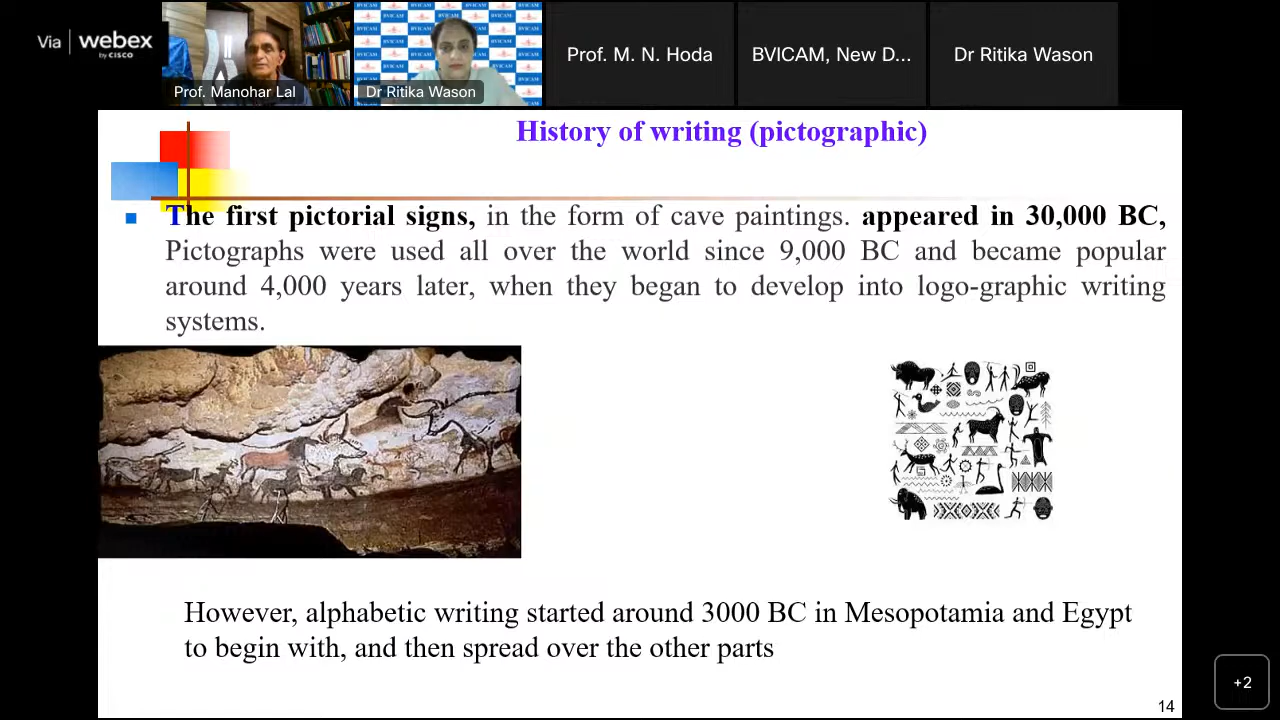 Via webex
by CISCO
Prof. Manohar Lal
Dr Ritika Wason
Prof. M. N. Hoda
BVICAM, New D...
Dr Ritika Wason
History of writing (pictographic)
The first pictorial signs, in the form of cave paintings. appeared in 30,000 BC,
Pictographs were used all over the world since 9,000 BC and became popular
around 4,000 years later, when they began to develop into logo-graphic writing
systems.
However, alphabetic writing started around 3000 BC in Mesopotamia and Egypt
to begin with, and then spread over the other parts
14
+2